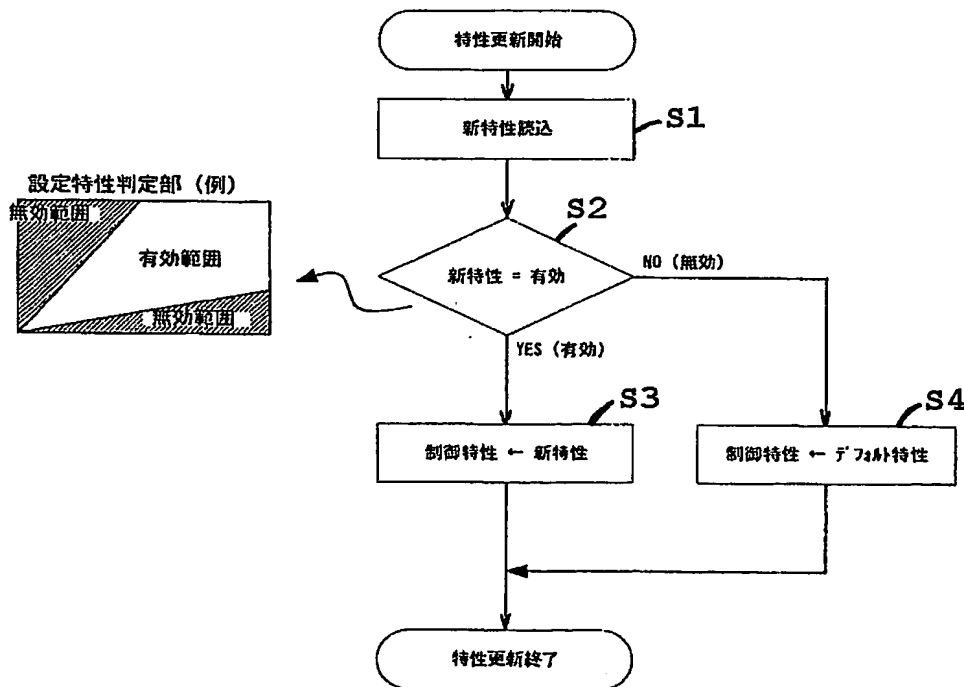 特性更新開始
新特性読込
S1
設定特性判定部 (例)
無効範囲
有効範囲
無効範囲
S2
新特性 = 有効
NO (無効)
YES (有効)
S3
制御特性 ← 新特性
S4
制御特性 ← デフォルト特性
特性更新終了